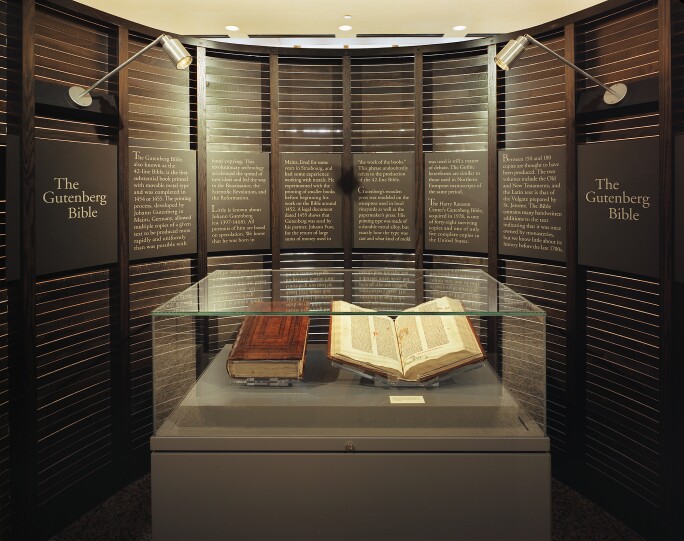 The
Gutenberg
Bible
The Gutenberg Bible,
also known as the
42-line Bible, is the first
substantial book printed
with movable metal type
and was completed in
1454 or 1455. The printing
process, developed by
Johann Gutenberg in
Mainz, Germany, allowed
multiple copies of a given
text to be produced more
rapidly and uniformly
than was possible with
hand copying. This
revolutionary technology
accelerated the spread of
and led the way
to the Renaissance, the
Scientific Revolution, and
the Reformation.
Little is known about
Johann Gutenberg
(ca 1397-1468). All
portraits of him are based
on speculation. We know
that he was born in
Mainz, lived for some
years in Strasbourg, and
had some experience
working with metals. He
experimented with the
printing of smaller books
before beginning his
work on the Bible around
1452. A legal document
dated 1455 shows that
Gutenberg was sued by
his partner, Johann Fust,
for the return of large
sums of money used in
"the work of the books."
This phrase undoubtedly
refers to the production
of the 42-line Bible.
Gutenberg's wooden
press was modeled on the
winepress used in local
vineyards as well as the
papermaker's press. His
printing type was made of
a durable metal alloy, but
exactly how the type was
cast and what kind of mold
was used is still a matter
of debate. The Gothic
letterforms are similar to
those used in Northern
European manuscripts of
the same period.
The Harry Ransom
Center's Gutenberg Bible,
acquired in 1978, is one
of forty-eight surviving
copies and one of only
five complete copies in
the United States.
Between 150 and 180
copies are thought to have
been produced. The two
volumes include the Old
and New Testaments, and
the Latin text is that of
the Vulgate prepared by
St. Jerome. The Bible
contains many handwritten
additions to the text
indicating that it was once
owned by monasteries,
but we know little about its
history before the late 1700s.
The
Gutenberg
Bible